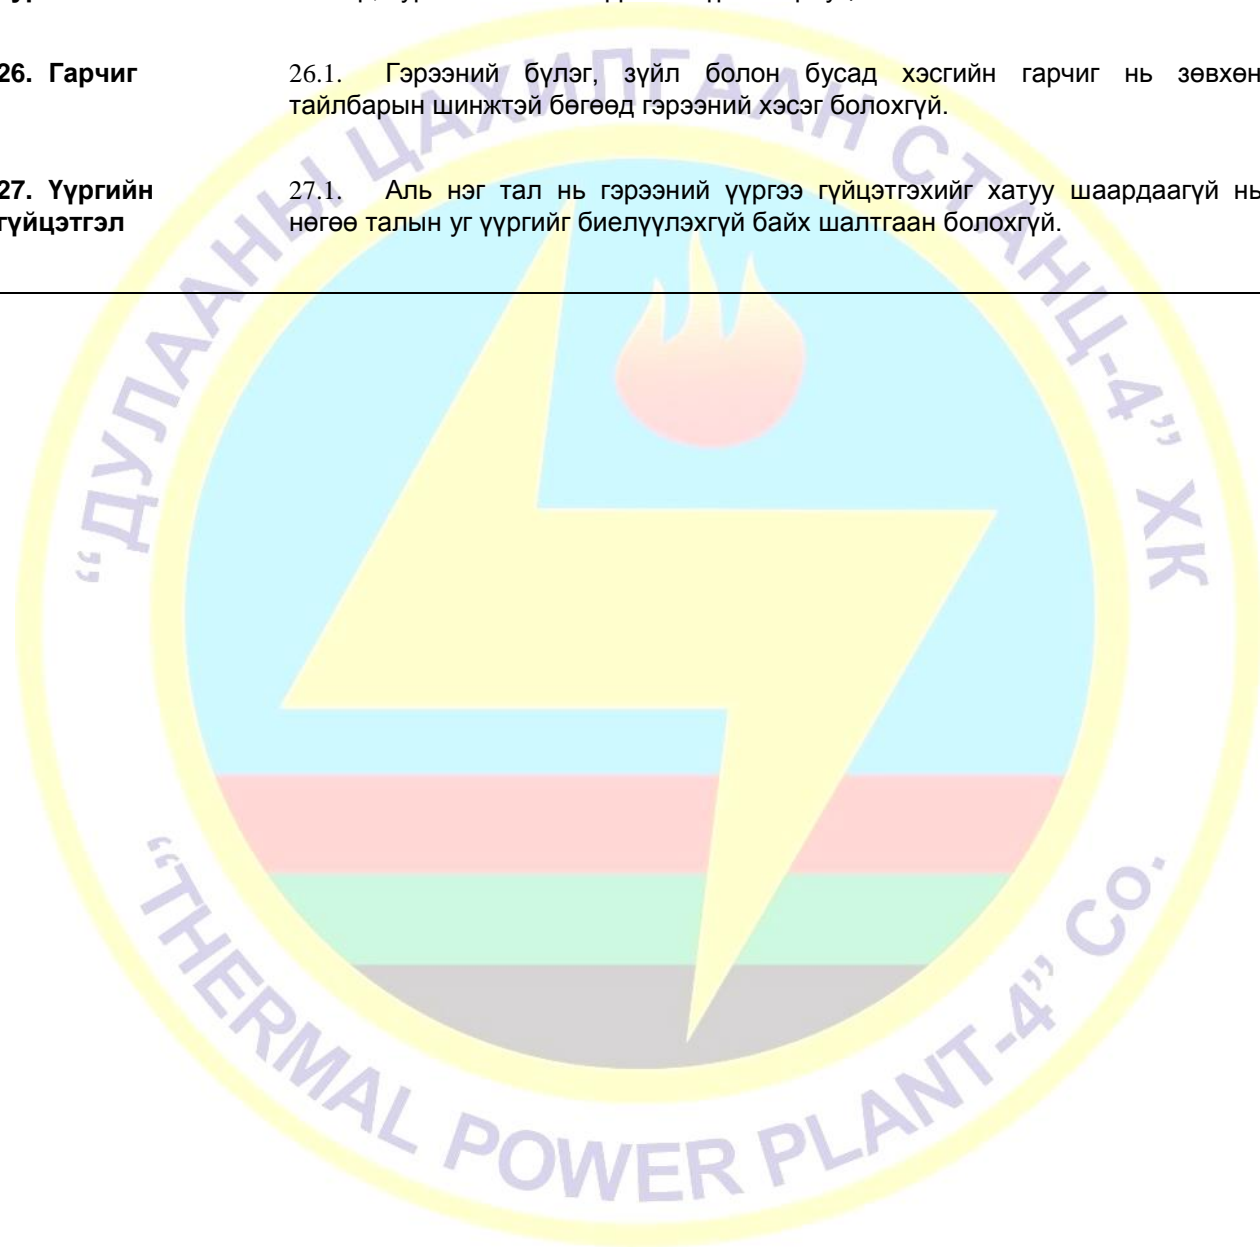 26. Гарчиг
26.1. Гэрээний бүлэг, зүйл болон бусад хэсгийн гарчиг нь зөвхөн
тайлбарын шинжтэй бөгөөд гэрээний хэсэг болохгүй.
27. Үүргийн
гүйцэтгэл
27.1. Аль нэг тал нь гэрээний үүргээ гүйцэтгэхийг хатуу шаардаагүй нь
нөгөө талын уг үүргийг биелүүлэхгүй байх шалтгаан болохгүй.
“ДУЛААНЫ ЦАХИЛГААН СТАНЦ-4” ХК
“THERMAL POWER PLANT-4” Co.